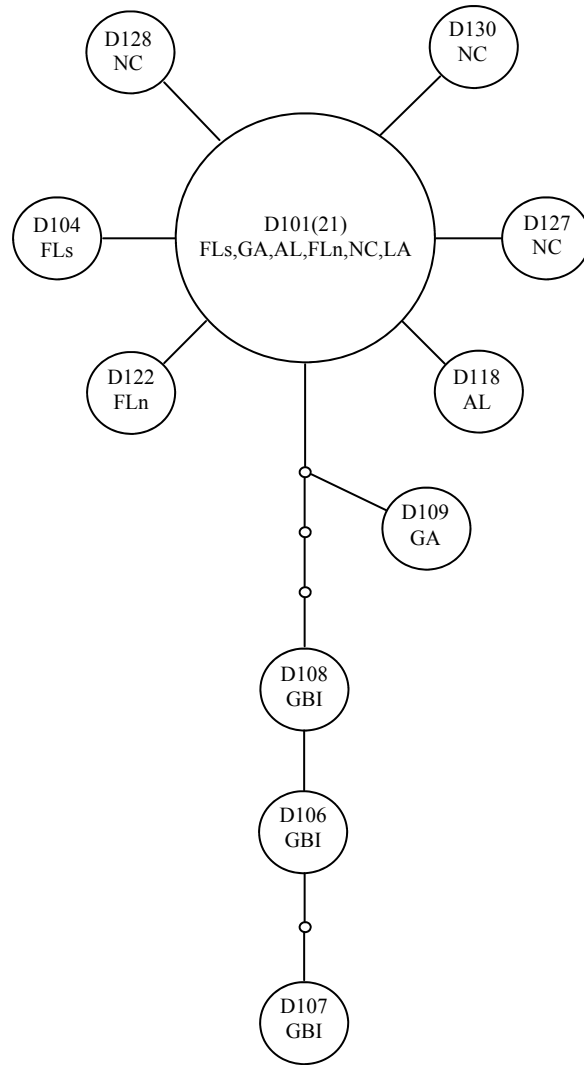 D128
NC
D130
NC
D101(21)
FLs,GA,AL,FLn,NC,LA
D104
FLs
D127
NC
D122
FLn
D118
AL
D109
GA
D108
GBI
D106
GBI
D107
GBI